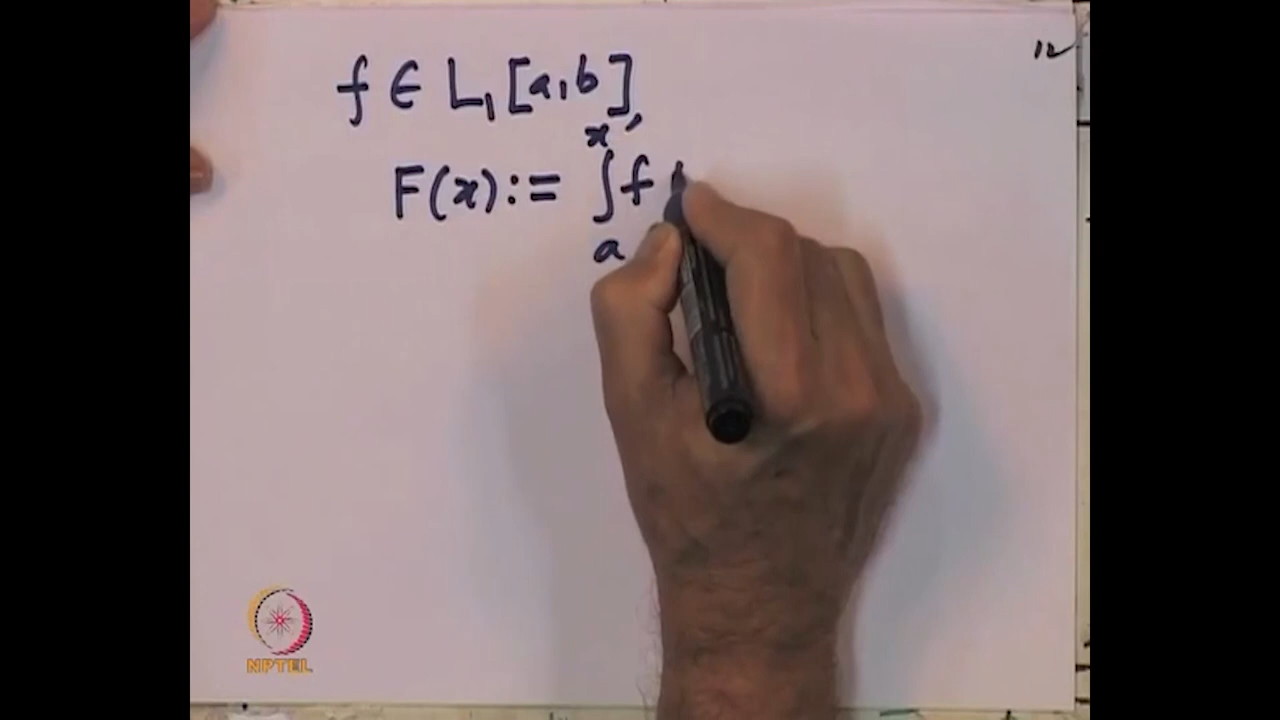 12
f ∈ L₁ [a,b],
F(x) := ∫ₐˣ f
NPTEL